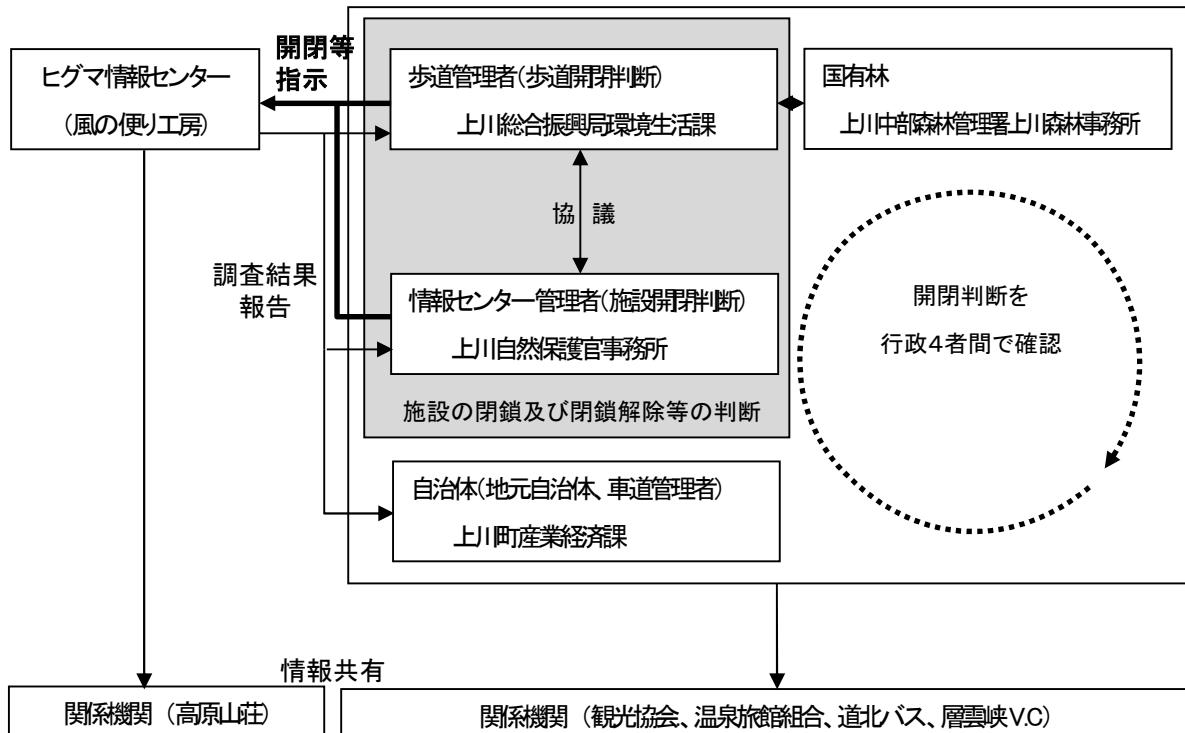 開閉等
指示
ヒグマ情報センター
(風の便り工房)
歩道管理者(歩道開閉判断)
上川総合振興局環境生活課
国有林
上川中部森林管理署上川森林事務所
協 議
調査結果
報告
情報センター管理者(施設開閉判断)
上川自然保護官事務所
施設の閉鎖及び閉鎖解除等の判断
開閉判断を
行政4者間で確認
自治体(地元自治体、車道管理者)
上川町産業経済課
情報共有
関係機関 (高原山荘)
関係機関 (観光協会、温泉旅館組合、道北バス、層雲峡V.C)